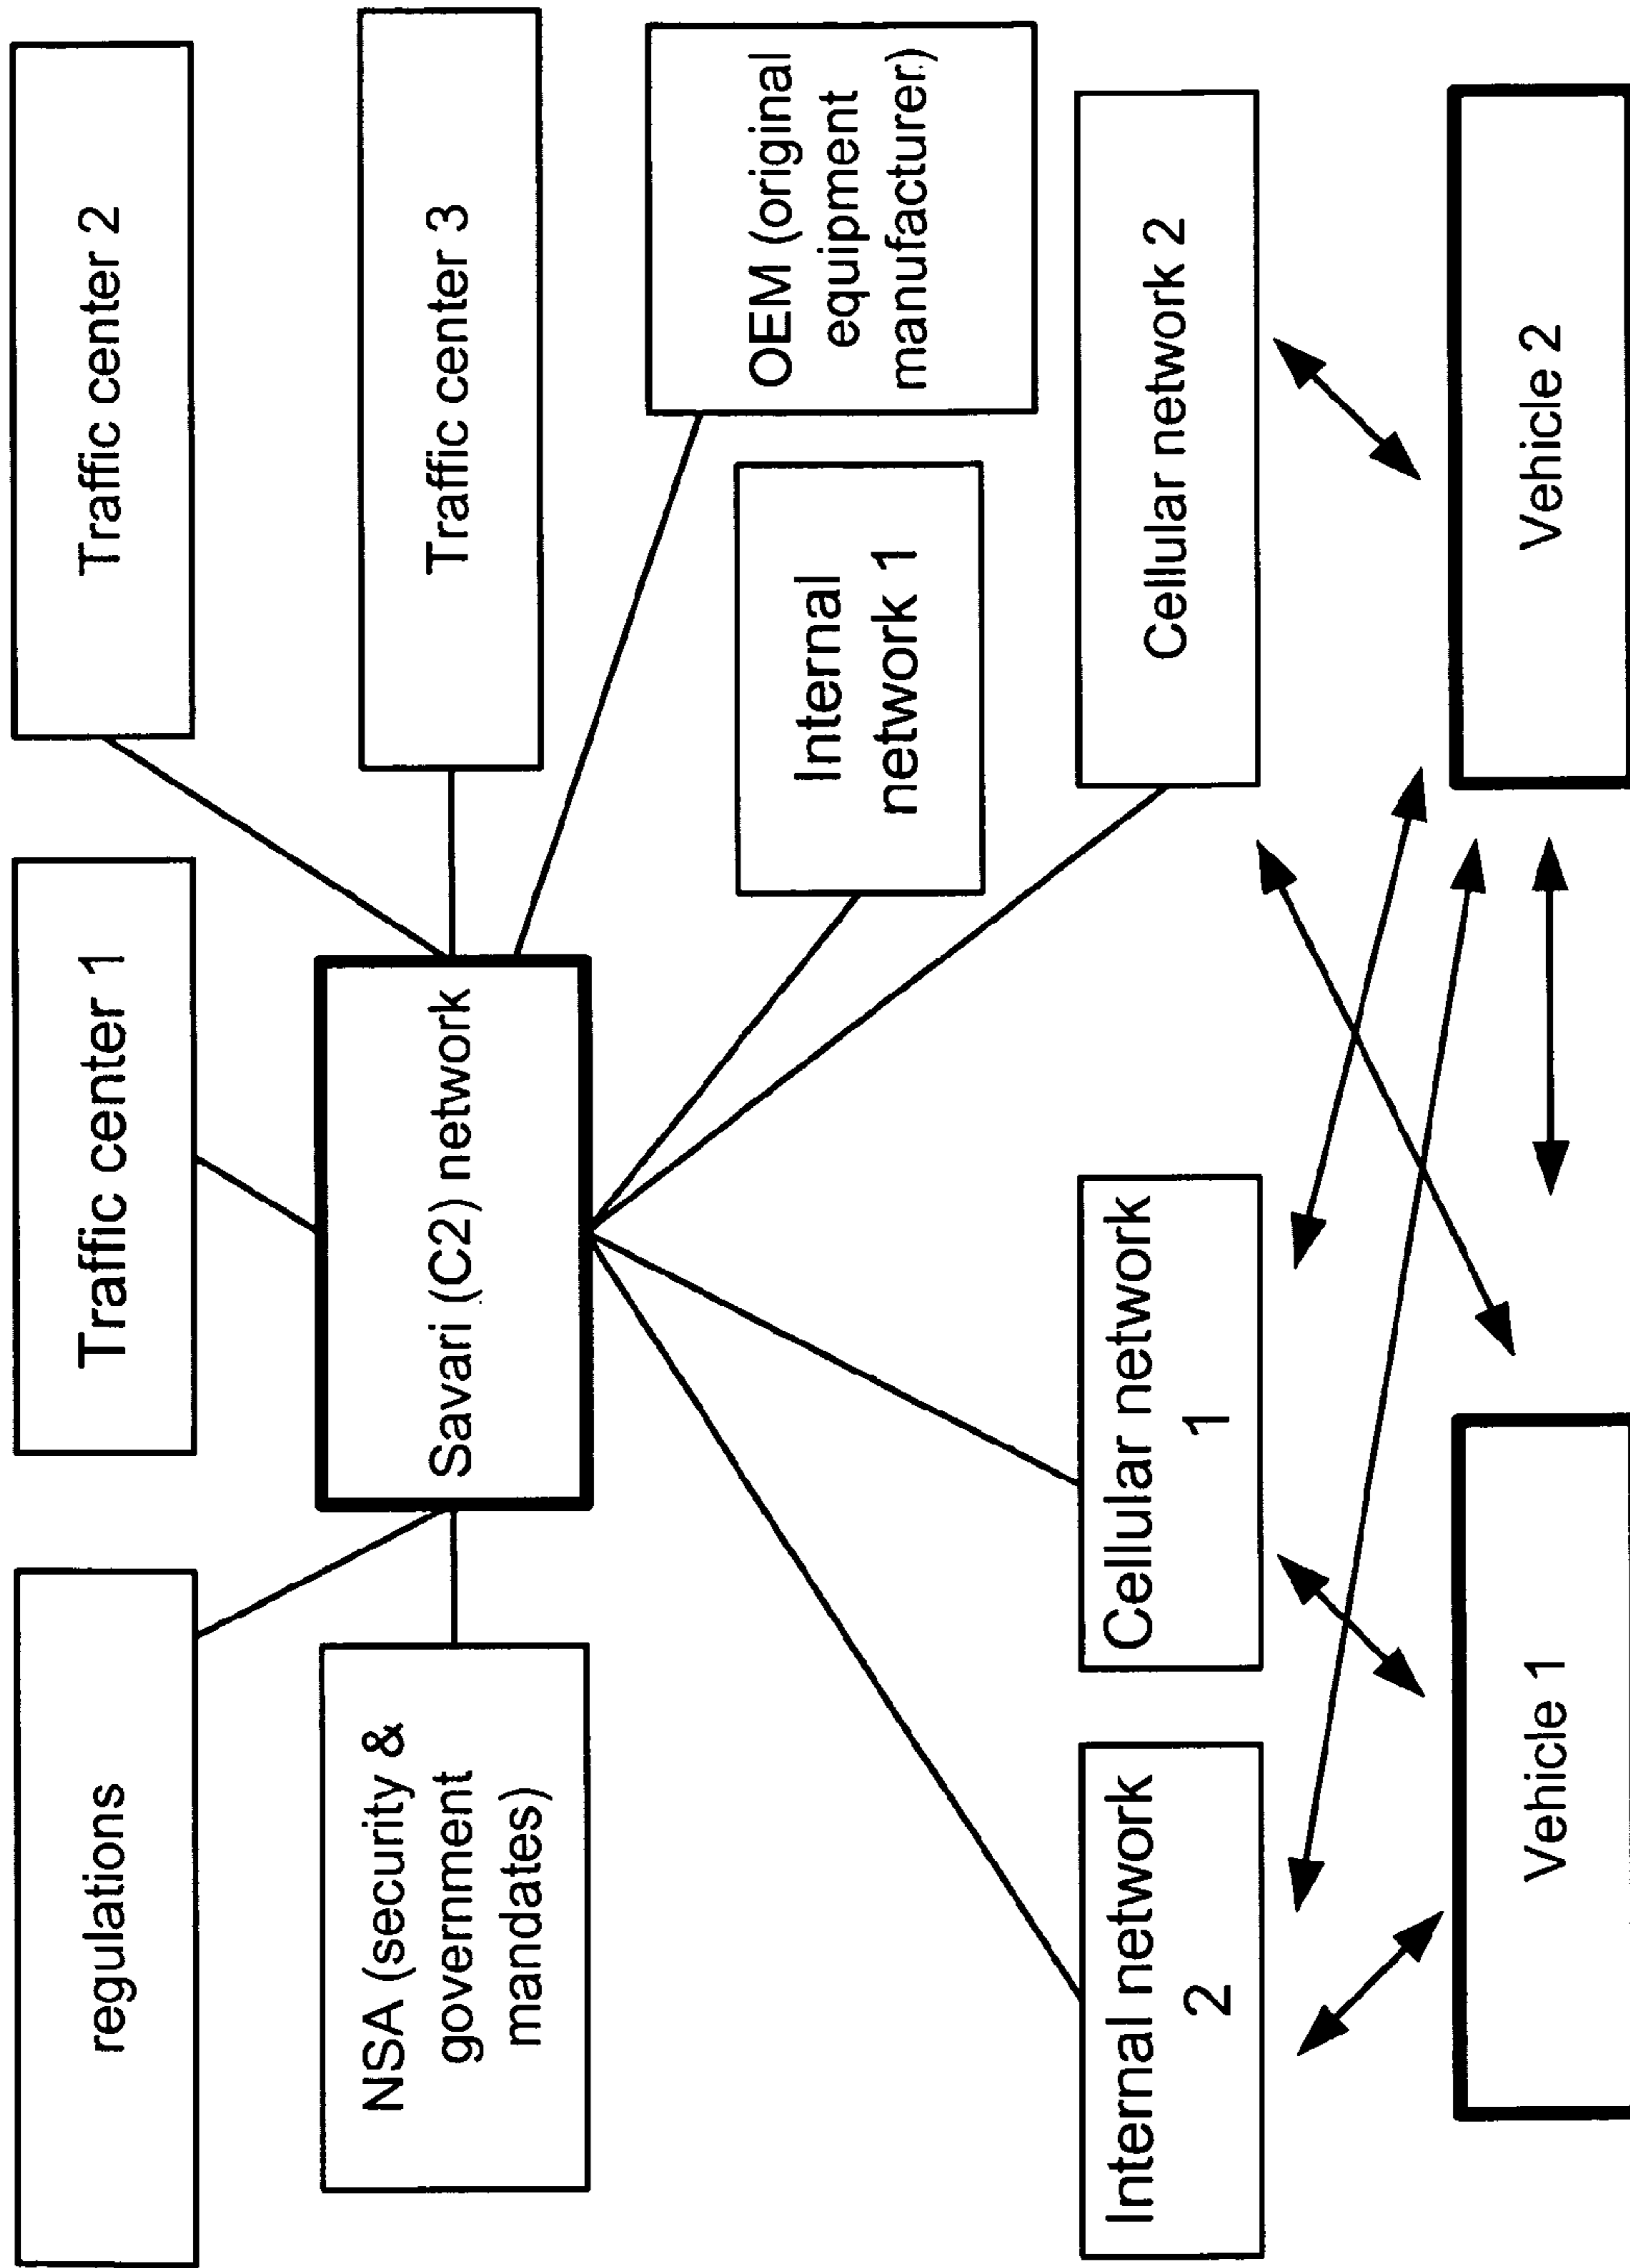 regulations
Traffic center 1
Traffic center 2
NSA (security &
government
mandates)
Savari (C2) network
Traffic center 3
OEM (original
equipment
manufacturer)
Internal
network 1
Internal network
2
Cellular network
1
Cellular network 2
Vehicle 1
Vehicle 2